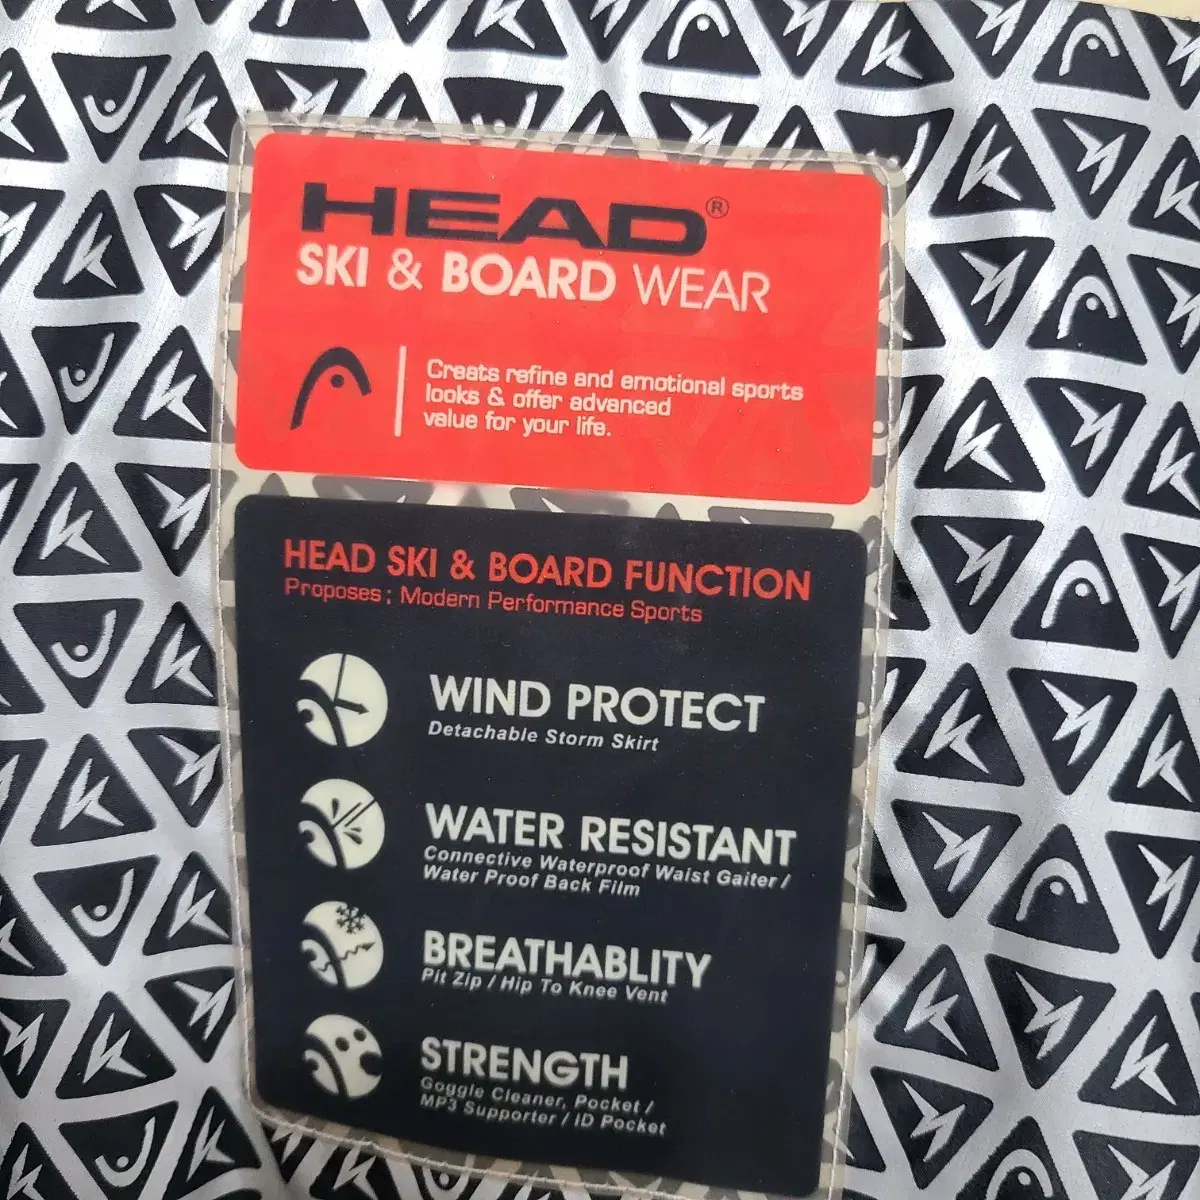 HEAD®
SKI & BOARD WEAR
Creats refine and emotional sports
looks & offer advanced
value for your life.
HEAD SKI & BOARD FUNCTION
Proposes ; Modern Performance Sports
WIND PROTECT
Detachable Storm Skirt
WATER RESISTANT
Connective Waterproof Waist Gaiter /
Water Proof Back Film
BREATHABLITY
Pit Zip / Hip To Knee Vent
STRENGTH
Goggle Cleaner, Pocket /
MP3 Supporter / ID Pocket